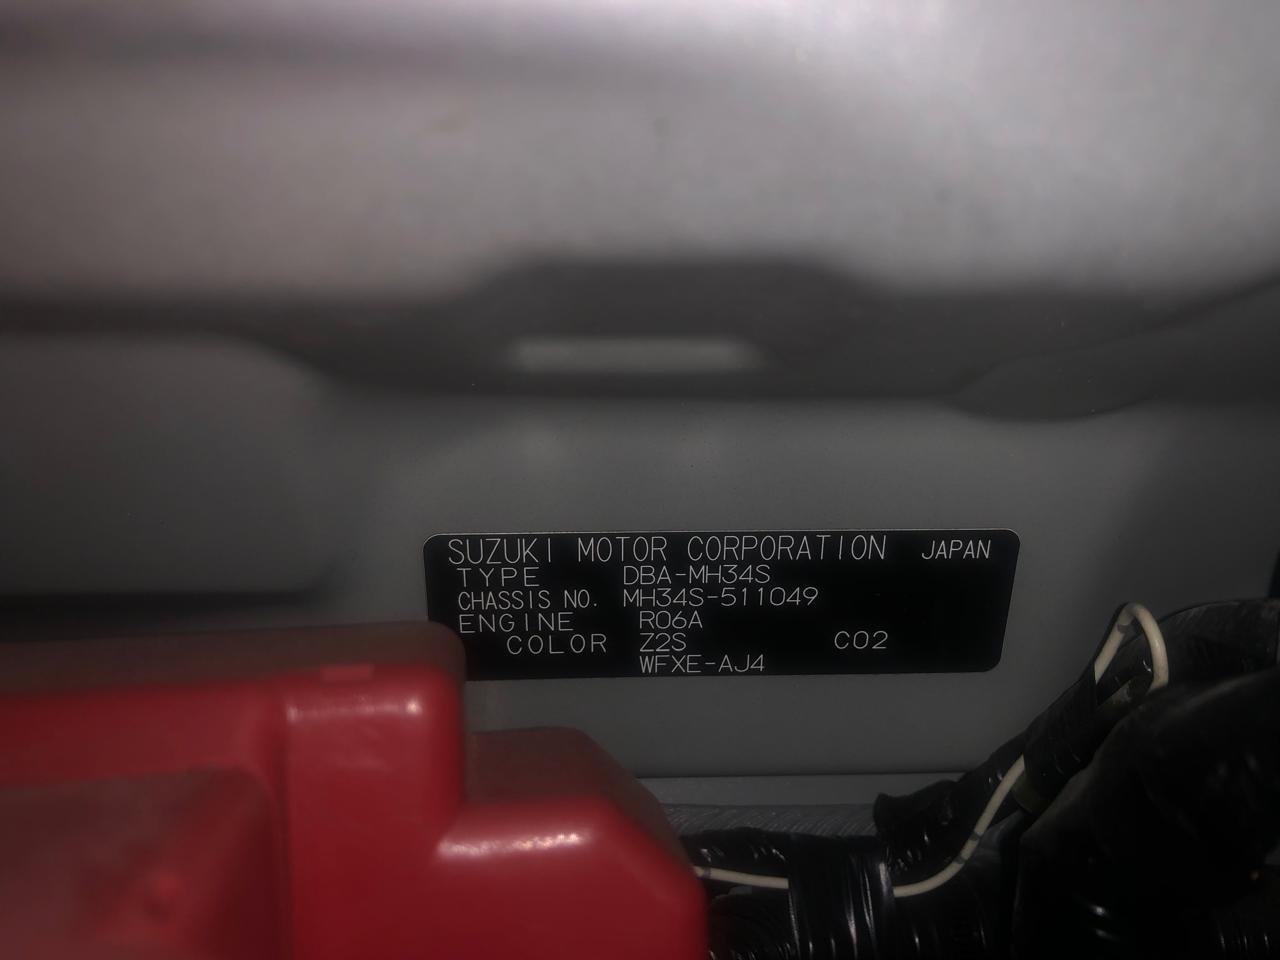 SUZUKI MOTOR CORPORATION JAPAN
TYPE DBA-MH34S
CHASSIS NO. MH34S-511049
ENGINE R06A
COLOR Z2S C02
WFXE-AJ4